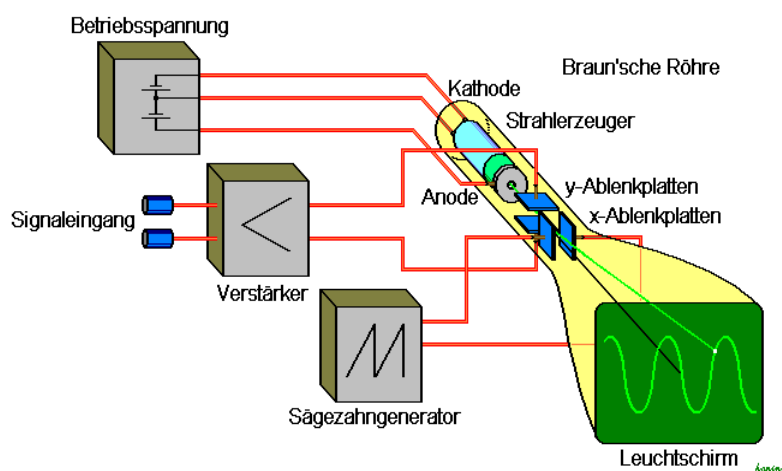 Betriebsspannung
Braun'sche Röhre
Kathode
Strahlerzeuger
Anode
y-Ablenkplatten
x-Ablenkplatten
Signaleingang
Verstärker
Sägezahngenerator
Leuchtschirm